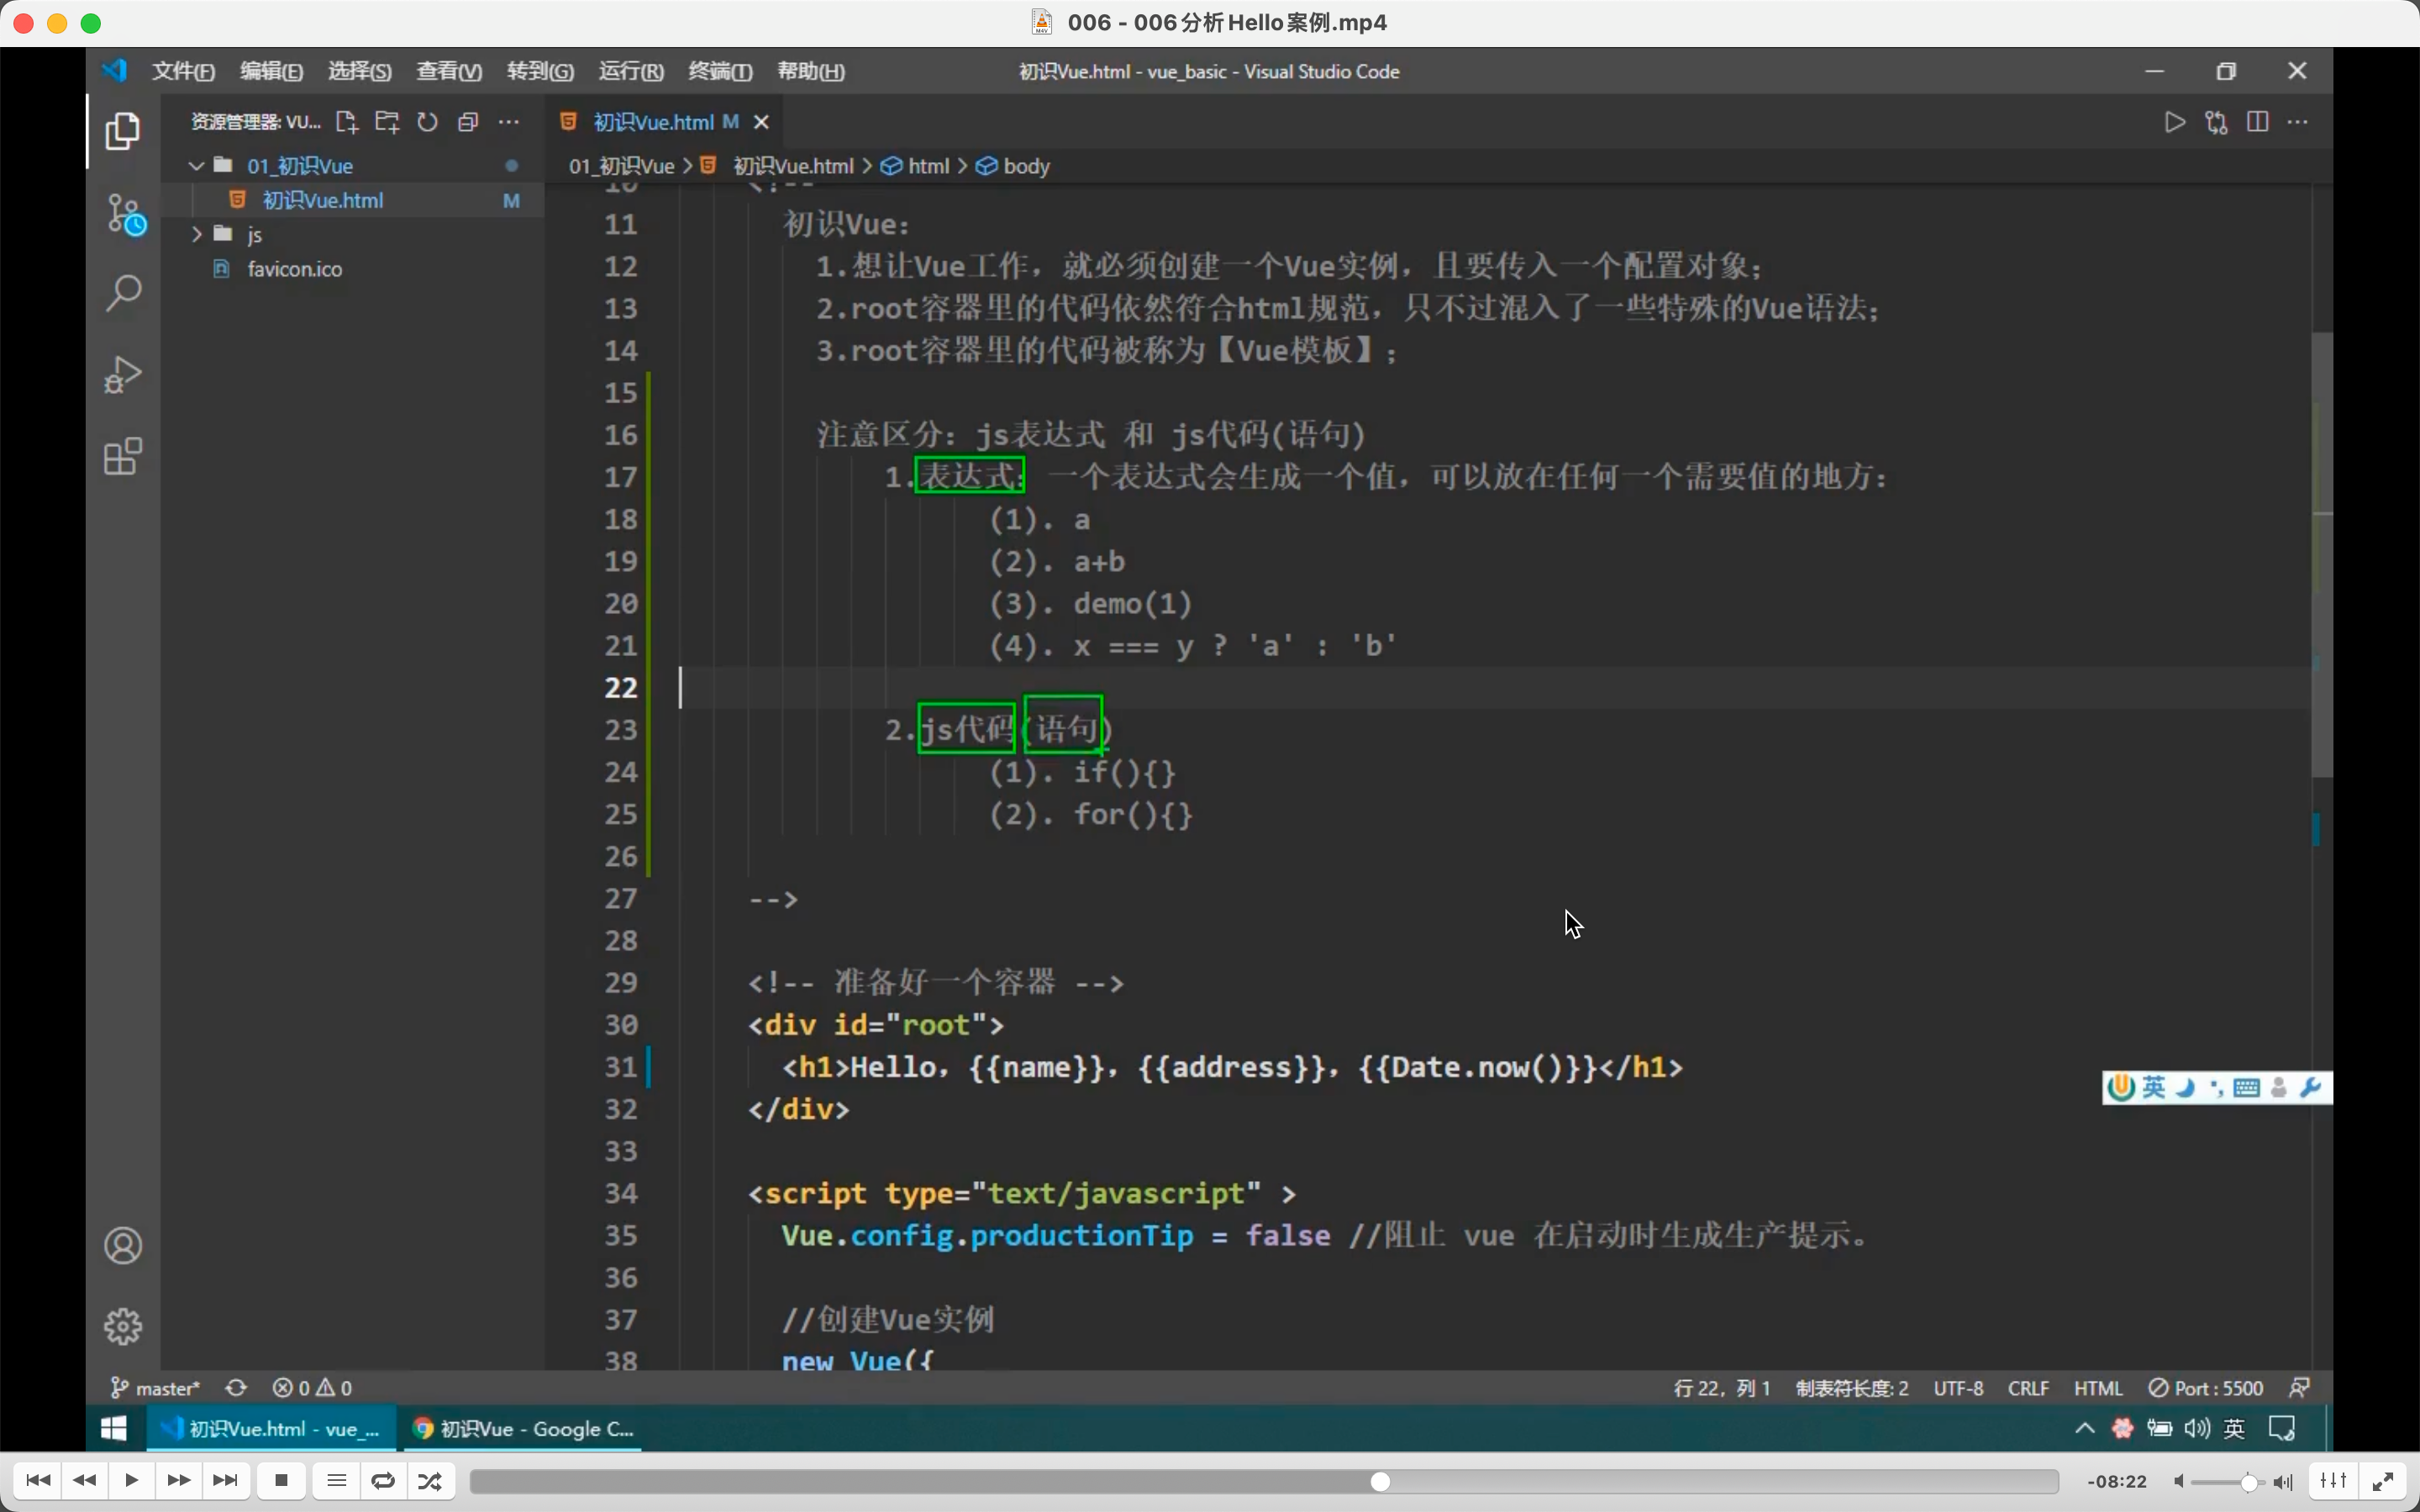 006 - 006分析Hello案例.mp4
文件(F) 编辑(E) 选择(S) 查看(V) 转到(G) 运行(R) 终端(T) 帮助(H)
初识Vue.html - vue_basic - Visual Studio Code
资源管理器: VU...
01_初识Vue
初识Vue.html M
js
favicon.ico
初识Vue.html M
01_初识Vue > 初识Vue.html > html > body
10 <!--
11 初识Vue:
12 1.想让Vue工作，就必须创建一个Vue实例，且要传入一个配置对象；
13 2.root容器里的代码依然符合html规范，只不过混入了一些特殊的Vue语法；
14 3.root容器里的代码被称为【Vue模板】；
15
16 注意区分：js表达式 和 js代码(语句)
17 1.表达式：一个表达式会生成一个值，可以放在任何一个需要值的地方：
18 (1). a
19 (2). a+b
20 (3). demo(1)
21 (4). x === y ? 'a' : 'b'
22
23 2.js代码(语句)
24 (1). if(){}
25 (2). for(){}
26
27 -->
28
29 <!-- 准备好一个容器 -->
30 <div id="root">
31 <h1>Hello，{{name}}，{{address}}，{{Date.now()}}</h1>
32 </div>
33
34 <script type="text/javascript" >
35 Vue.config.productionTip = false //阻止 vue 在启动时生成生产提示。
36
37 //创建Vue实例
38 new Vue({
英
master* 0 0
行 22，列 1 制表符长度: 2 UTF-8 CRLF HTML Port : 5500
初识Vue.html - vue_...
初识Vue - Google C...
英
-08:22